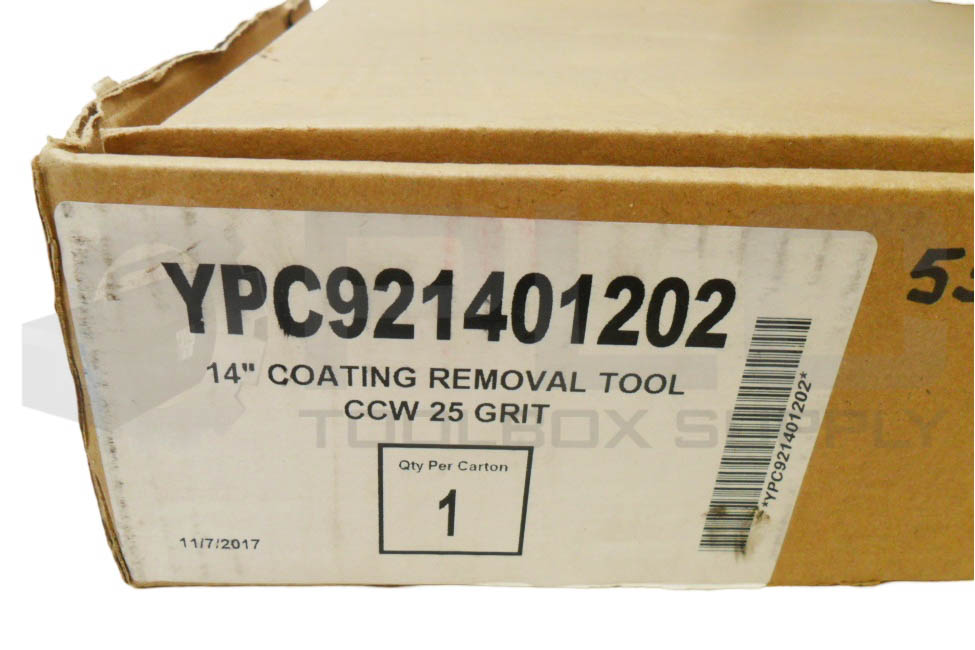 YPC921401202
14" COATING REMOVAL TOOL
CCW 25 GRIT
Qty Per Carton
1
11/7/2017
*YPC921401202*
TOOLBOX SUPPLY